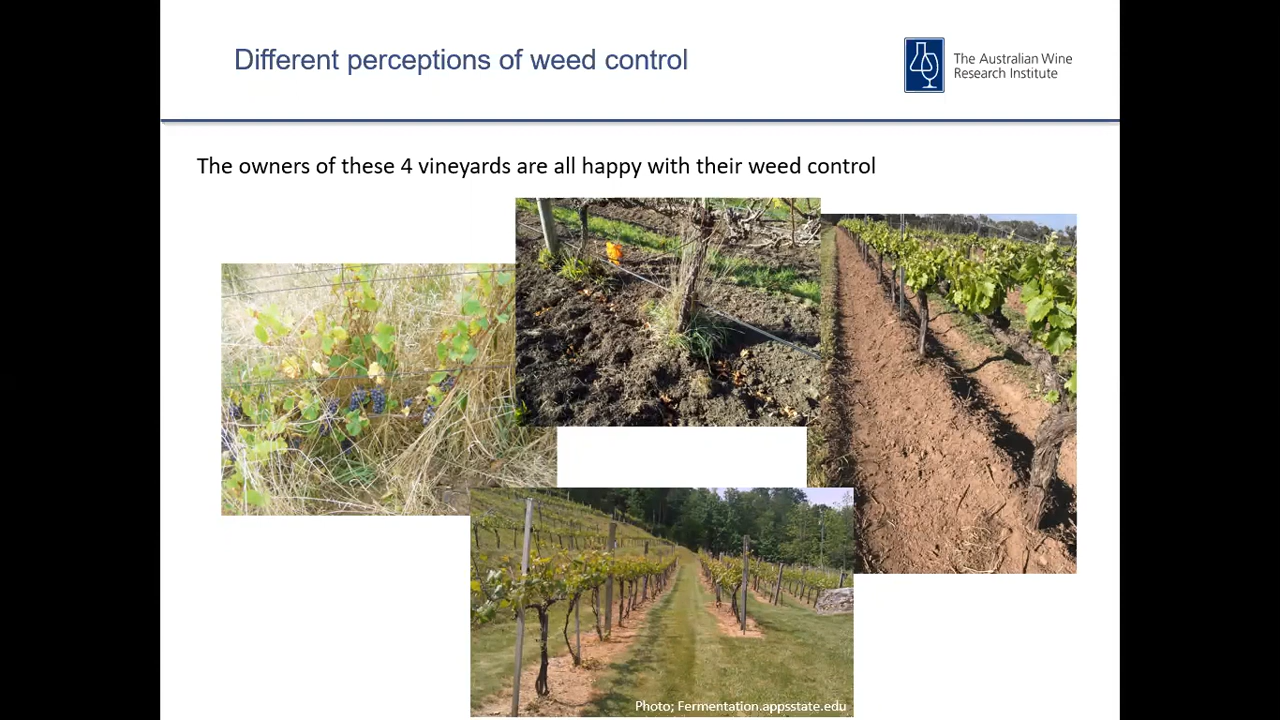 Different perceptions of weed control
The Australian Wine
Research Institute
The owners of these 4 vineyards are all happy with their weed control
Photo; Fermentation.appsstate.edu